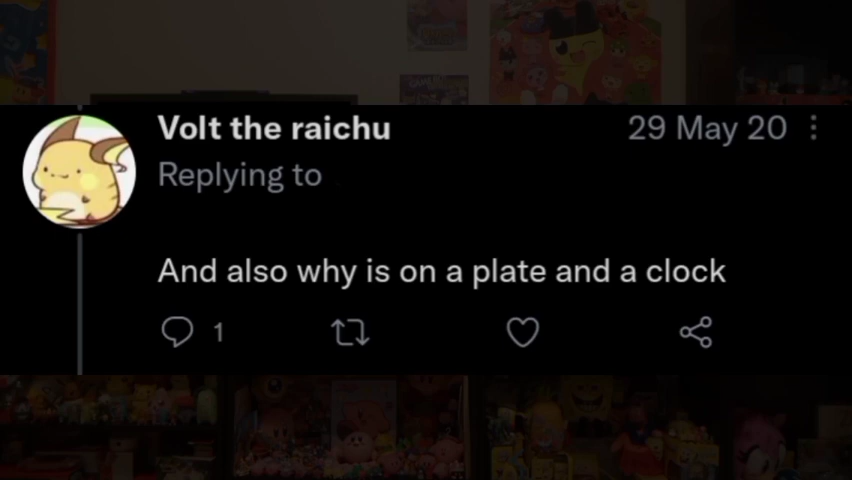 Volt the raichu
29 May 20
Replying to
And also why is on a plate and a clock
1